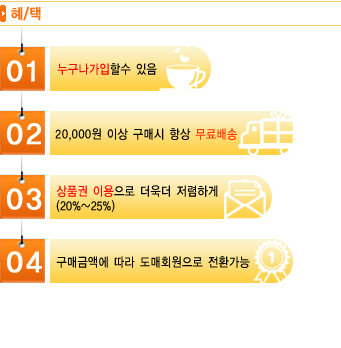 혜/택
01
누구나가입할수 있음
02
20,000원 이상 구매시 항상 무료배송
03
상품권 이용으로 더욱더 저렴하게
(20%~25%)
04
구매금액에 따라 도매회원으로 전환가능
1